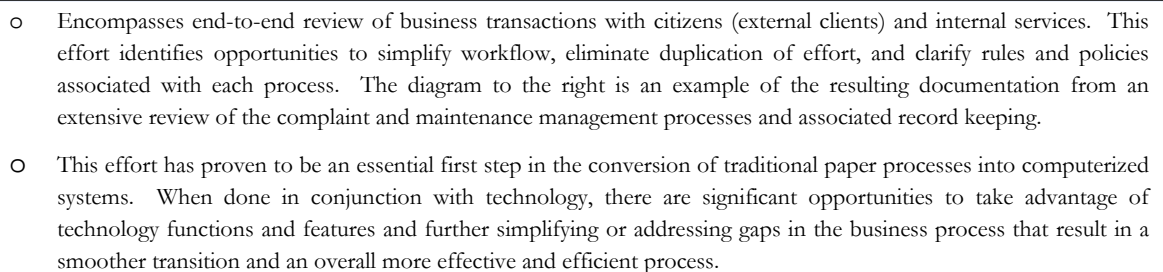 o Encompasses end-to-end review of business transactions with citizens (external clients) and internal services. This
effort identifies opportunities to simplify workflow, eliminate duplication of effort, and clarify rules and policies
associated with each process. The diagram to the right is an example of the resulting documentation from an
extensive review of the complaint and maintenance management processes and associated record keeping.
o This effort has proven to be an essential first step in the conversion of traditional paper processes into computerized
systems. When done in conjunction with technology, there are significant opportunities to take advantage of
technology functions and features and further simplifying or addressing gaps in the business process that result in a
smoother transition and an overall more effective and efficient process.